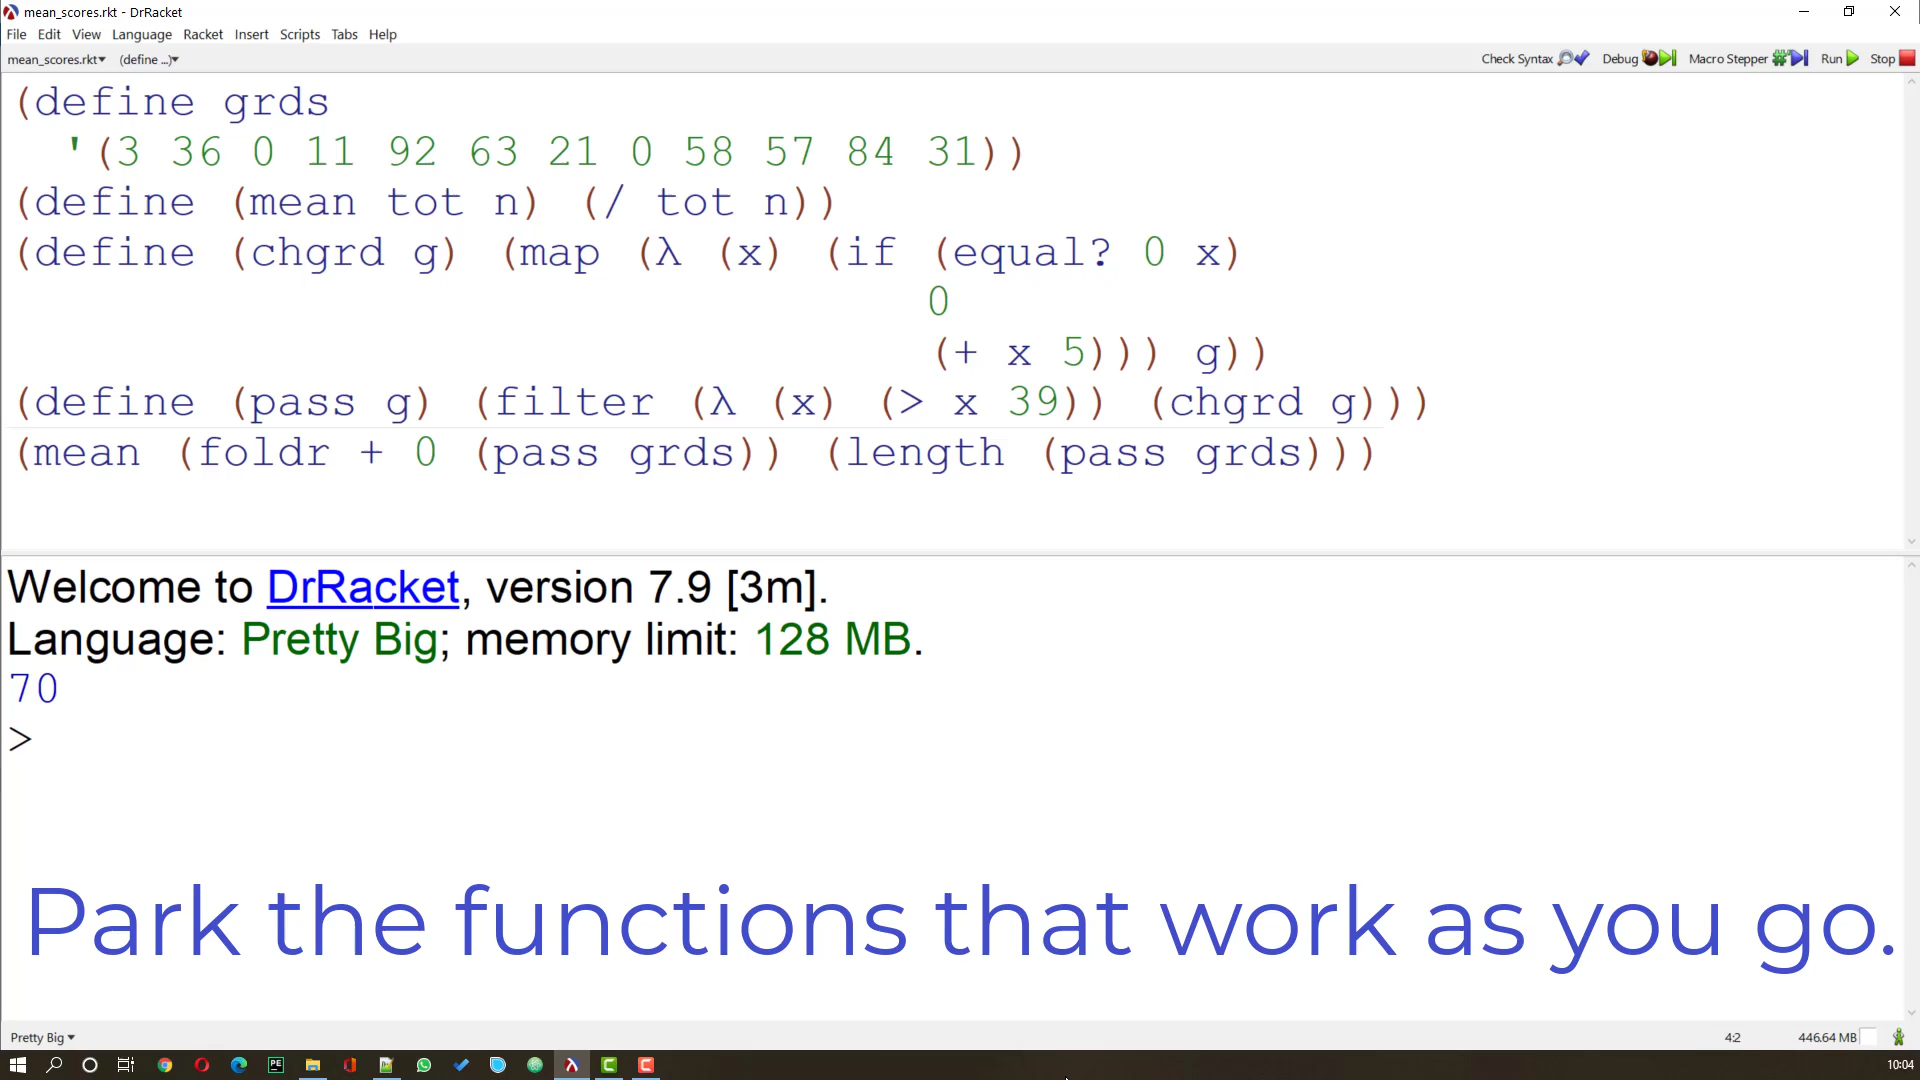 mean_scores.rkt - DrRacket
File Edit View Language Racket Insert Scripts Tabs Help
mean_scores.rkt▾ (define ...)▾ Check Syntax Debug Macro Stepper Run Stop
(define grds
'(3 36 0 11 92 63 21 0 58 57 84 31))
(define (mean tot n) (/ tot n))
(define (chgrd g) (map (λ (x) (if (equal? 0 x)
0
(+ x 5))) g))
(define (pass g) (filter (λ (x) (> x 39)) (chgrd g)))
(mean (foldr + 0 (pass grds)) (length (pass grds)))
Welcome to DrRacket, version 7.9 [3m].
Language: Pretty Big; memory limit: 128 MB.
70
>
Park the functions that work as you go.
Pretty Big▾ 4:2 446.64 MB
PE
10:04